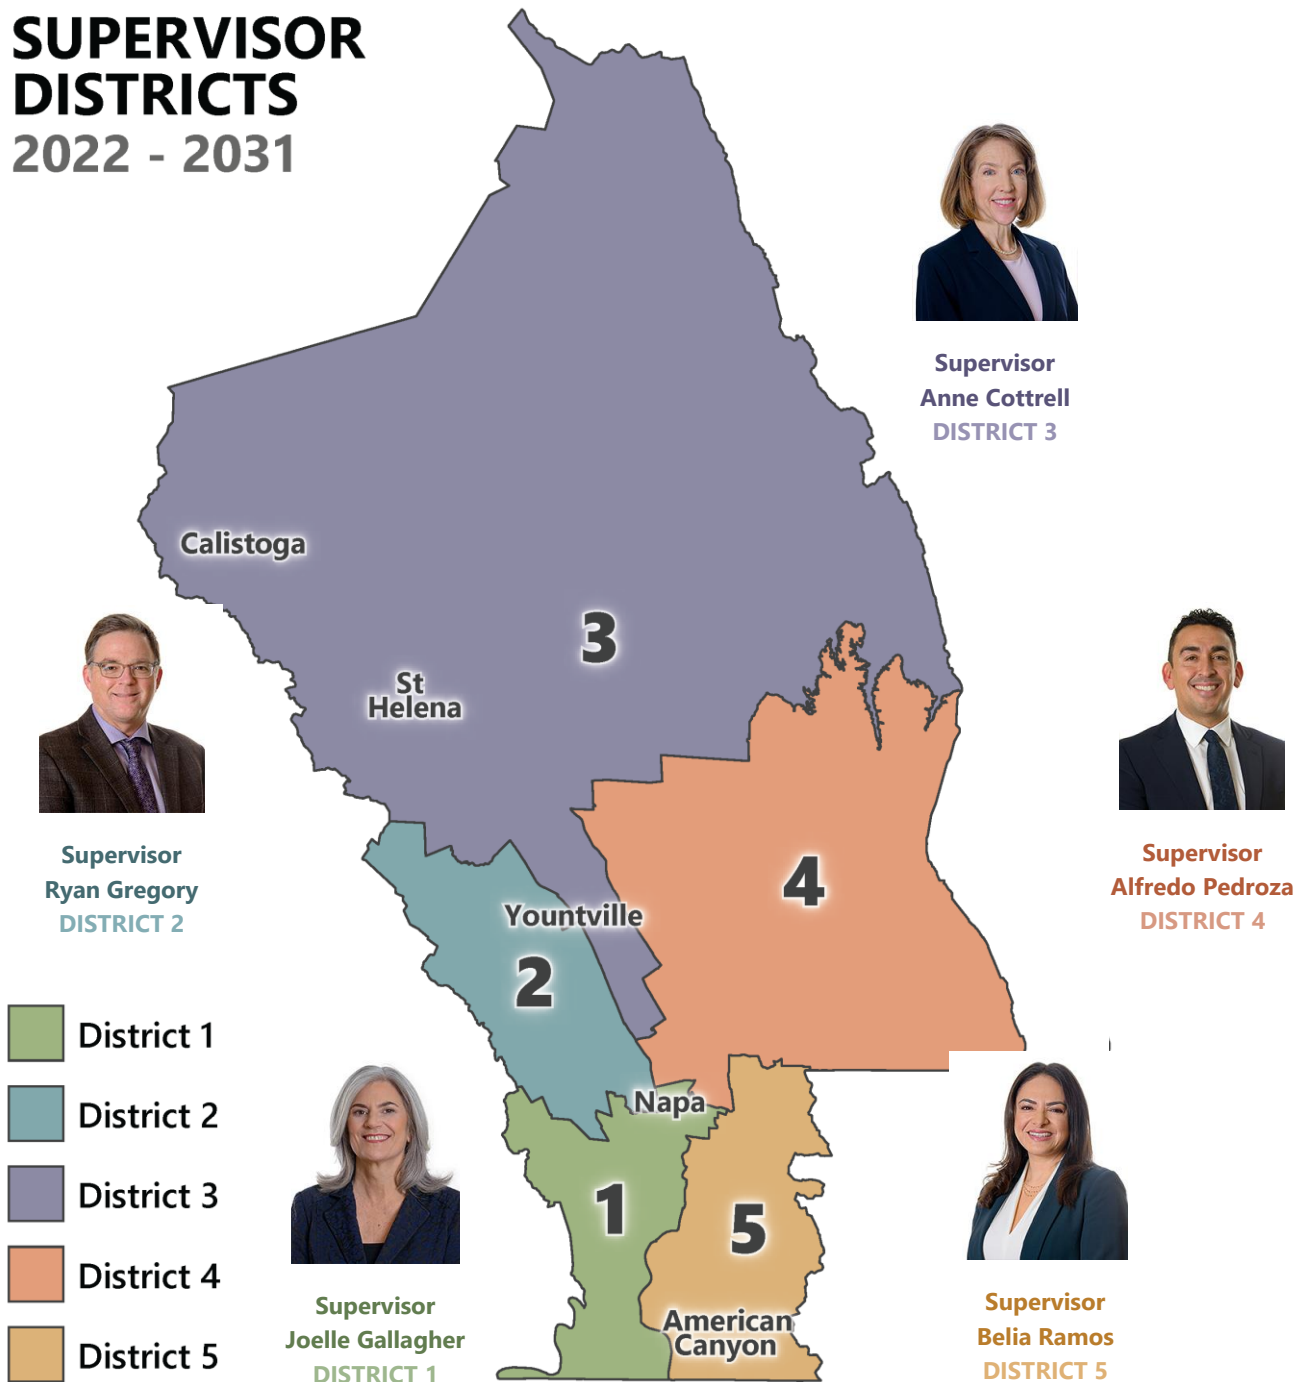 SUPERVISOR
DISTRICTS
2022 - 2031
Supervisor
Anne Cottrell
DISTRICT 3
Calistoga
3
St
Helena
Supervisor
Ryan Gregory
DISTRICT 2
Supervisor
Alfredo Pedroza
DISTRICT 4
4
Yountville
2
District 1
District 2
District 3
District 4
District 5
Napa
1
5
American
Canyon
Supervisor
Joelle Gallagher
DISTRICT 1
Supervisor
Belia Ramos
DISTRICT 5